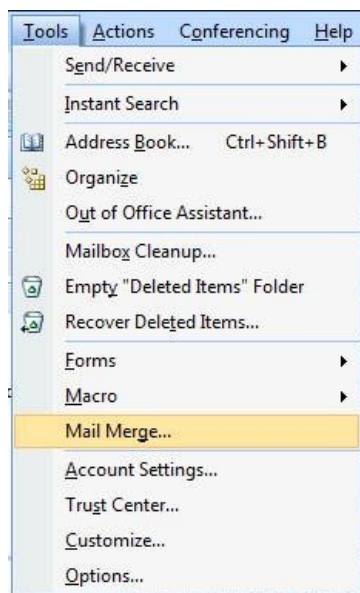 Tools Actions Conferencing Help
Send/Receive
Instant Search
Address Book... Ctrl+Shift+B
Organize
Out of Office Assistant...
Mailbox Cleanup...
Empty "Deleted Items" Folder
Recover Deleted Items...
Forms
Macro
Mail Merge...
Account Settings...
Trust Center...
Customize...
Options...